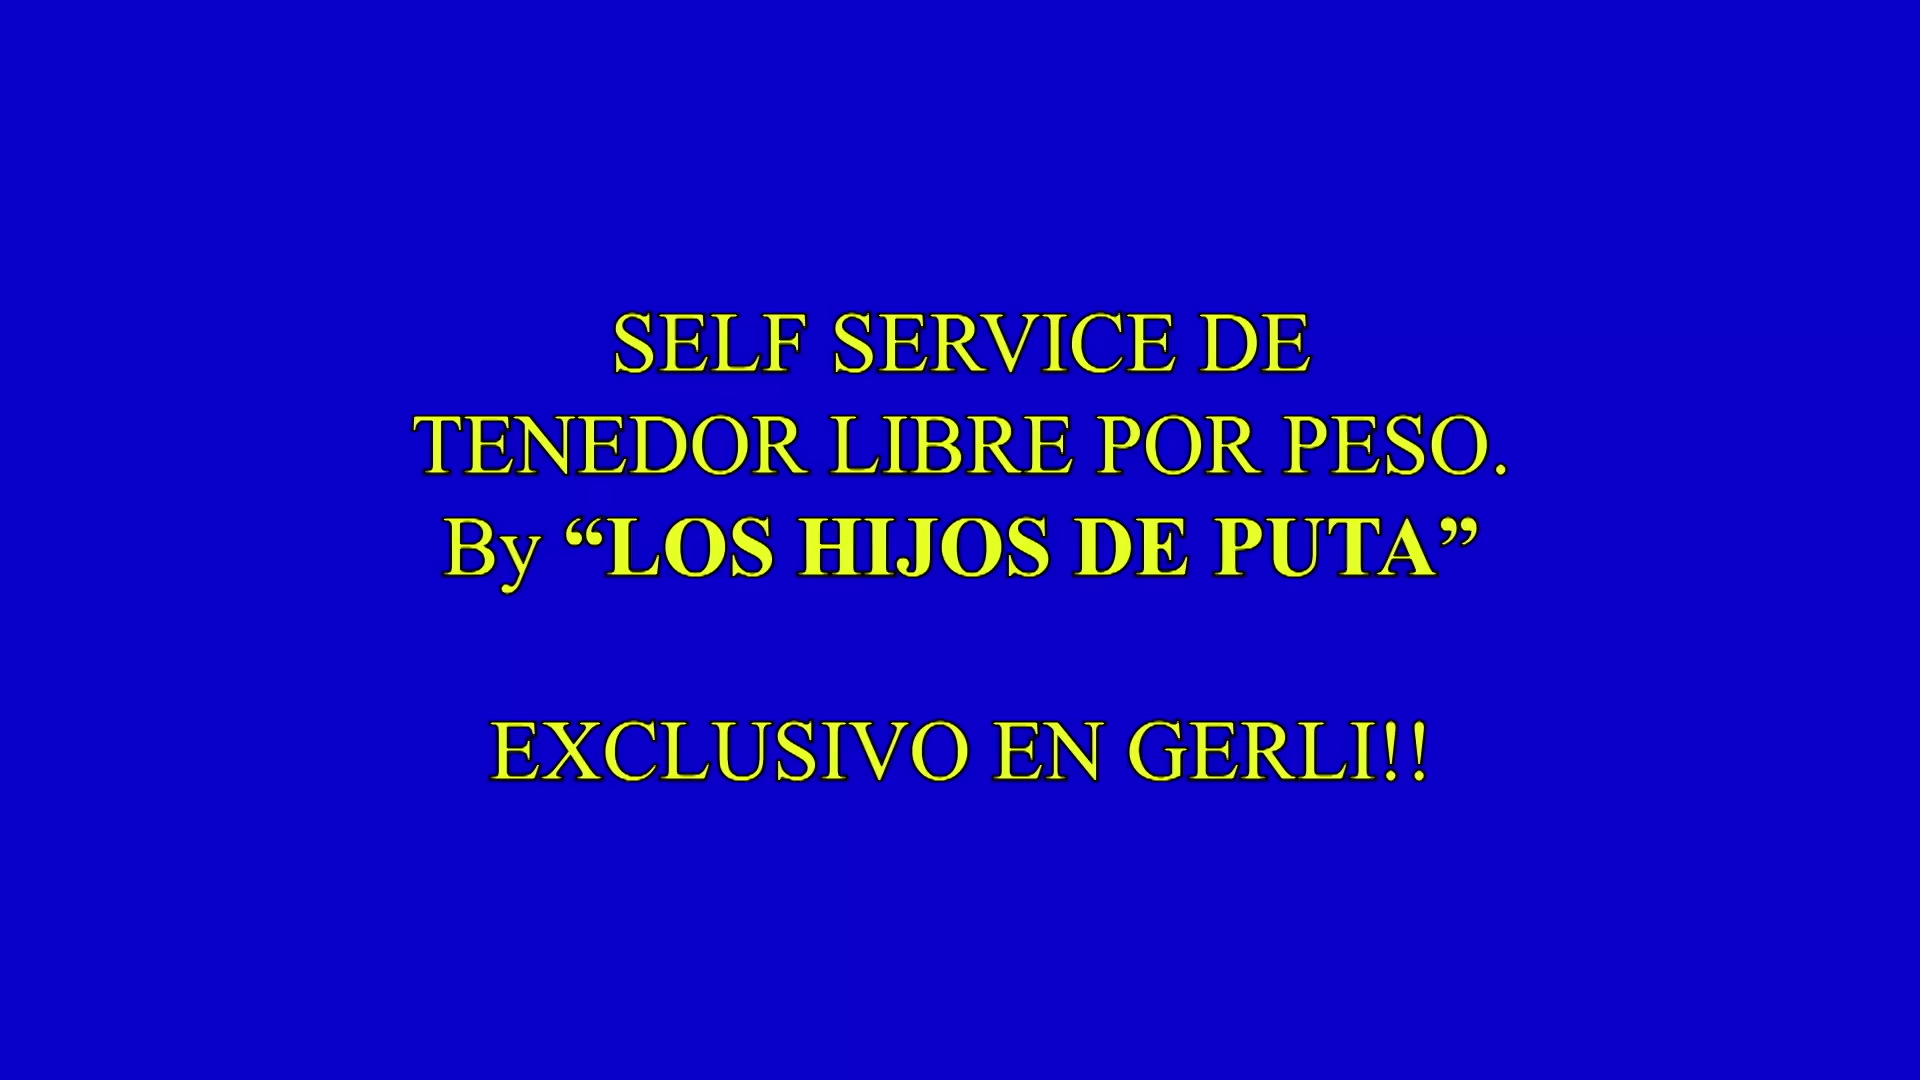 SELF SERVICE DE
TENEDOR LIBRE POR PESO.
By “LOS HIJOS DE PUTA”
EXCLUSIVO EN GERLI!!